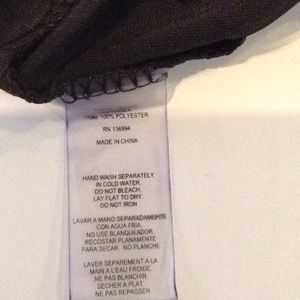 TRIM: 100% POLYESTER
RN 136994
MADE IN CHINA
HAND WASH SEPARATELY
IN COLD WATER.
DO NOT BLEACH.
LAY FLAT TO DRY.
DO NOT IRON
LAVAR A MANO SEPARADAMEHTE
CON AGUA FRIA.
NO USE BLANQUEADOR.
RECOSTAR PLANAMENTE
PARA SECAR. NO PLANCHAR
LAVER SEPAREMENT A LA
MAIN A L'EAU FROIDE.
NE PAS BLANCHIR.
SECHER A PLAT.
NE PAS REPASSER